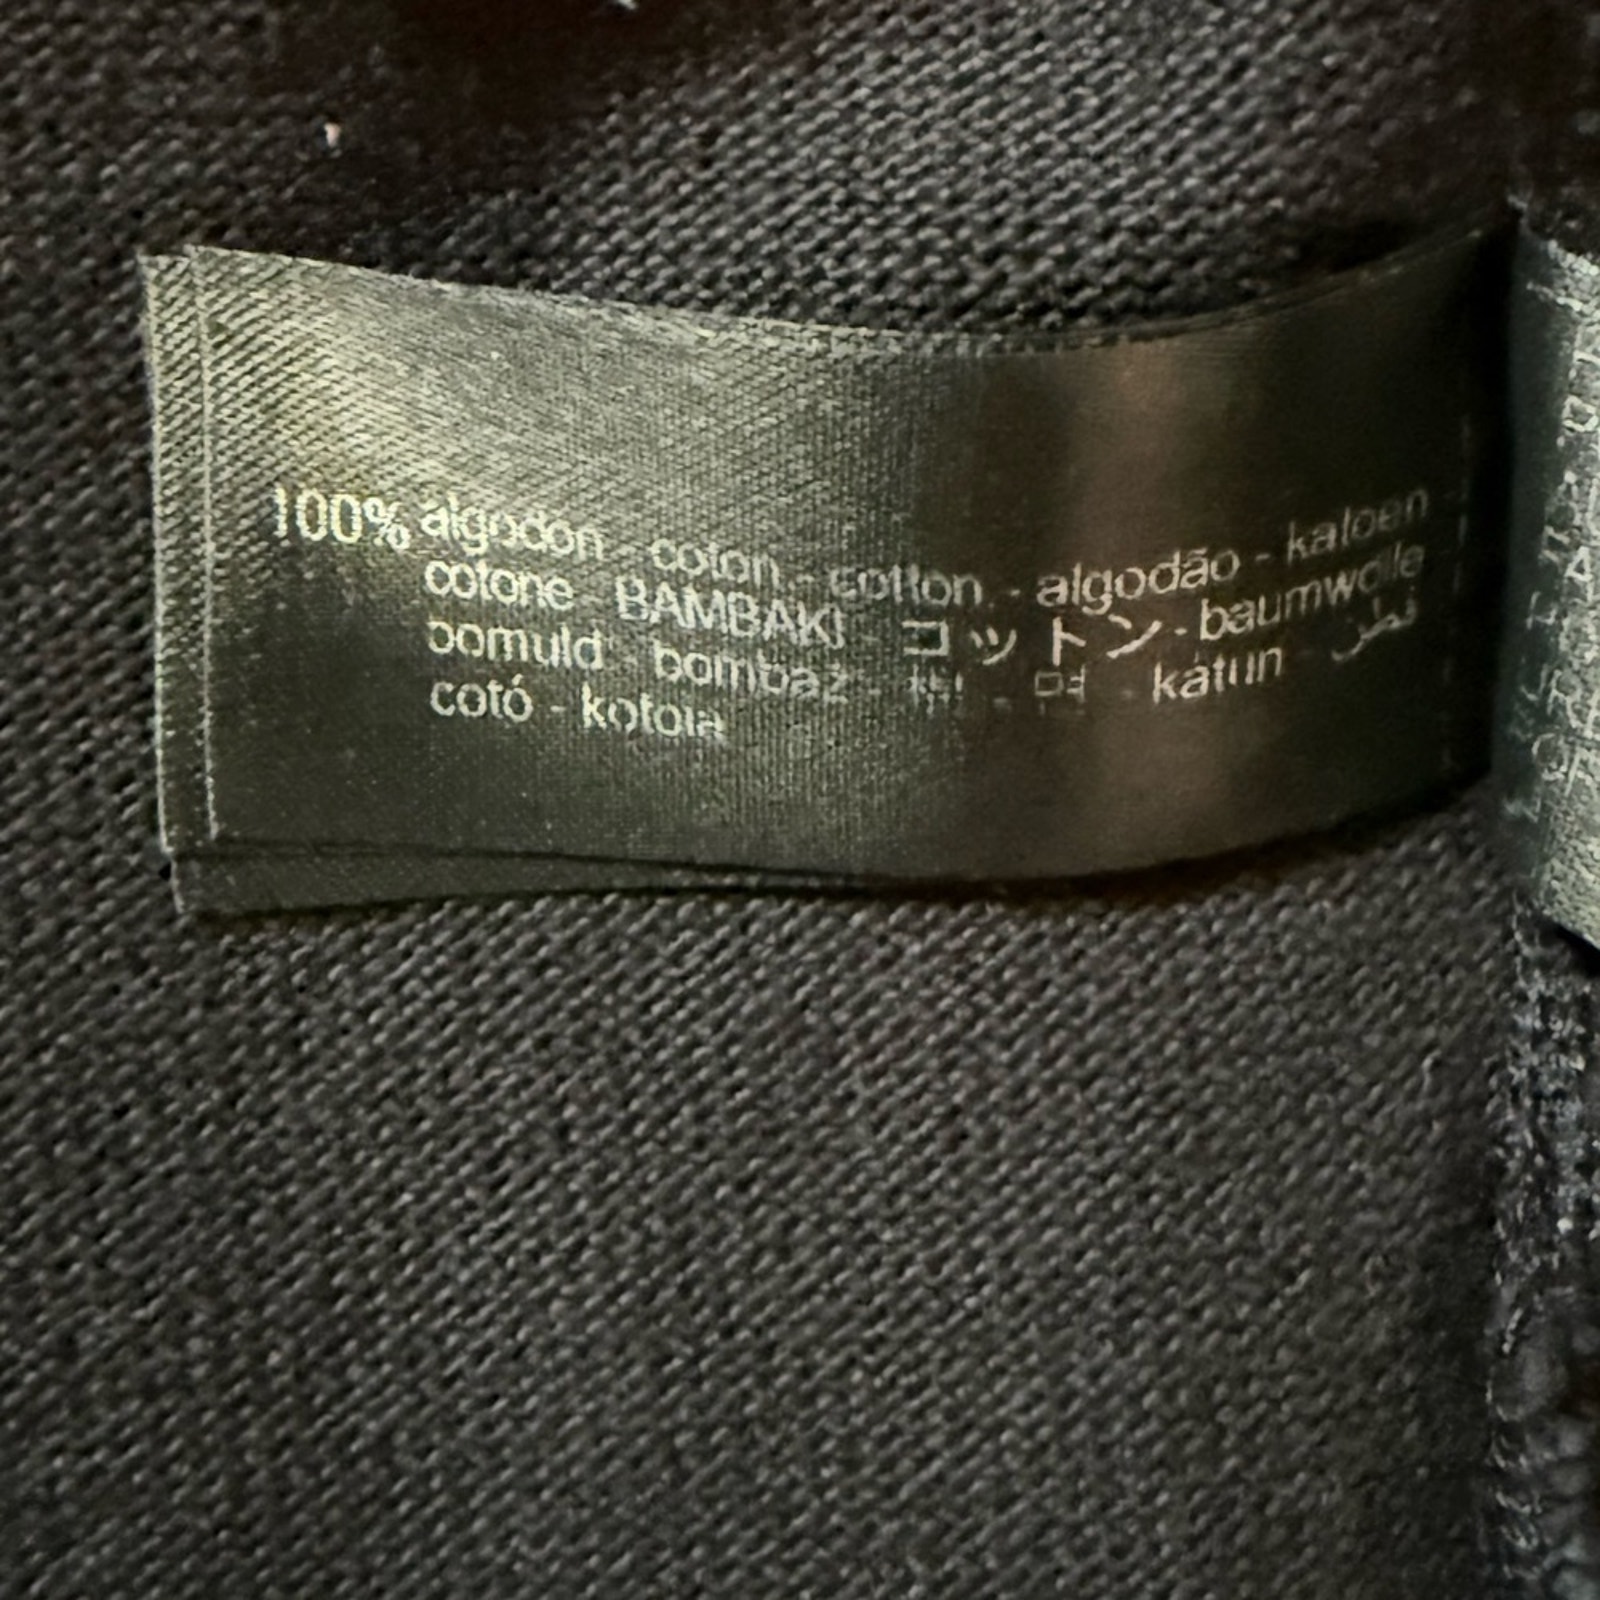 100% algodon - coton - cotton - algodão - katoen
cotone - BAMBAKI - コットン - baumwolle
bomuld - bombaz - 棉 - 면 - katun - قطن
cotó - kotoia